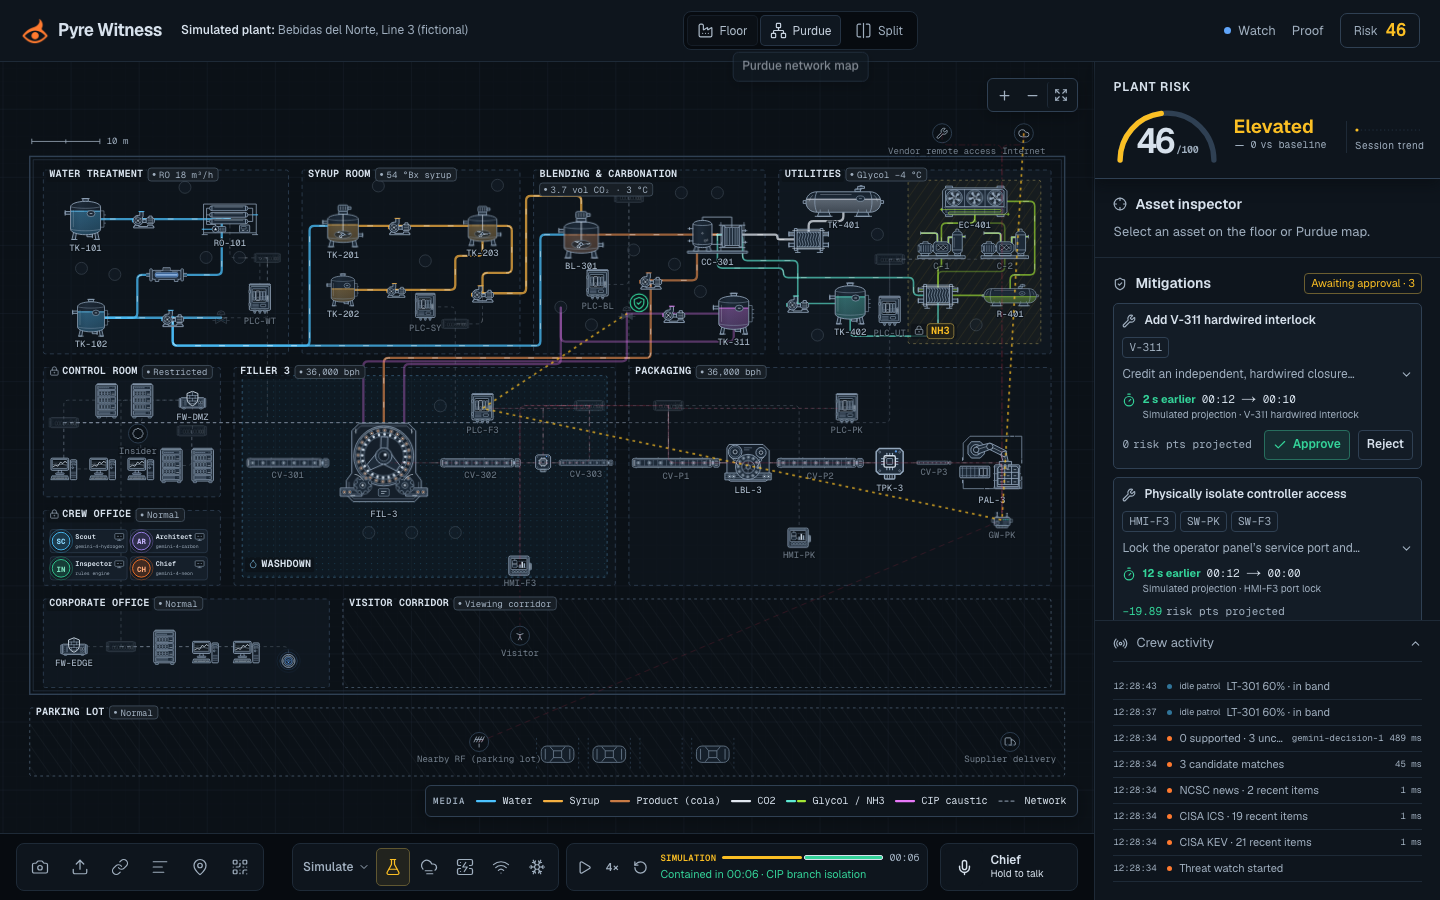 Pyre Witness
Simulated plant: Bebidas del Norte, Line 3 (fictional)
Floor
Purdue
Split
Watch
Proof
Risk 46
Purdue network map
10 m
Vendor remote access
Internet
WATER TREATMENT
RO 18 m³/h
SYRUP ROOM
54 °Bx syrup
BLENDING & CARBONATION
3.7 vol CO₂ · 3 °C
UTILITIES
Glycol −4 °C
TK-101
RO-101
TK-102
PLC-WT
TK-201
TK-203
TK-202
PLC-SY
BL-301
PLC-BL
CC-301
TK-311
TK-401
EC-401
C-1
C-2
R-401
TK-402
PLC-UT
NH3
CONTROL ROOM
Restricted
FW-DMZ
Insider
FILLER 3
36,000 bph
PLC-F3
CV-301
FIL-3
CV-302
CV-303
WASHDOWN
HMI-F3
PACKAGING
36,000 bph
PLC-PK
CV-P1
LBL-3
CV-P2
TPK-3
CV-P3
PAL-3
GW-PK
HMI-PK
CREW OFFICE
Normal
SC Scout
gemini-4-hydrogen
AR Architect
gemini-4-carbon
IN Inspector
rules engine
CH Chief
gemini-4-neon
CORPORATE OFFICE
Normal
FW-EDGE
VISITOR CORRIDOR
Viewing corridor
Visitor
PARKING LOT
Normal
Nearby RF (parking lot)
Supplier delivery
MEDIA
Water
Syrup
Product (cola)
CO2
Glycol / NH3
CIP caustic
Network
Simulate
4×
SIMULATION
00:06
Contained in 00:06 · CIP branch isolation
Chief
Hold to talk
PLANT RISK
46 /100
Elevated
— 0 vs baseline
Session trend
Asset inspector
Select an asset on the floor or Purdue map.
Mitigations
Awaiting approval · 3
Add V-311 hardwired interlock
V-311
Credit an independent, hardwired closure…
2 s earlier 00:12 → 00:10
Simulated projection · V-311 hardwired interlock
0 risk pts projected
Approve
Reject
Physically isolate controller access
HMI-F3
SW-PK
SW-F3
Lock the operator panel's service port and…
12 s earlier 00:12 → 00:00
Simulated projection · HMI-F3 port lock
−19.89 risk pts projected
Crew activity
12:28:43 idle patrol LT-301 60% · in band
12:28:37 idle patrol LT-301 60% · in band
12:28:34 0 supported · 3 unc… gemini-decision-1 489 ms
12:28:34 3 candidate matches 45 ms
12:28:34 NCSC news · 2 recent items 1 ms
12:28:34 CISA ICS · 19 recent items 1 ms
12:28:34 CISA KEV · 21 recent items 1 ms
12:28:34 Threat watch started